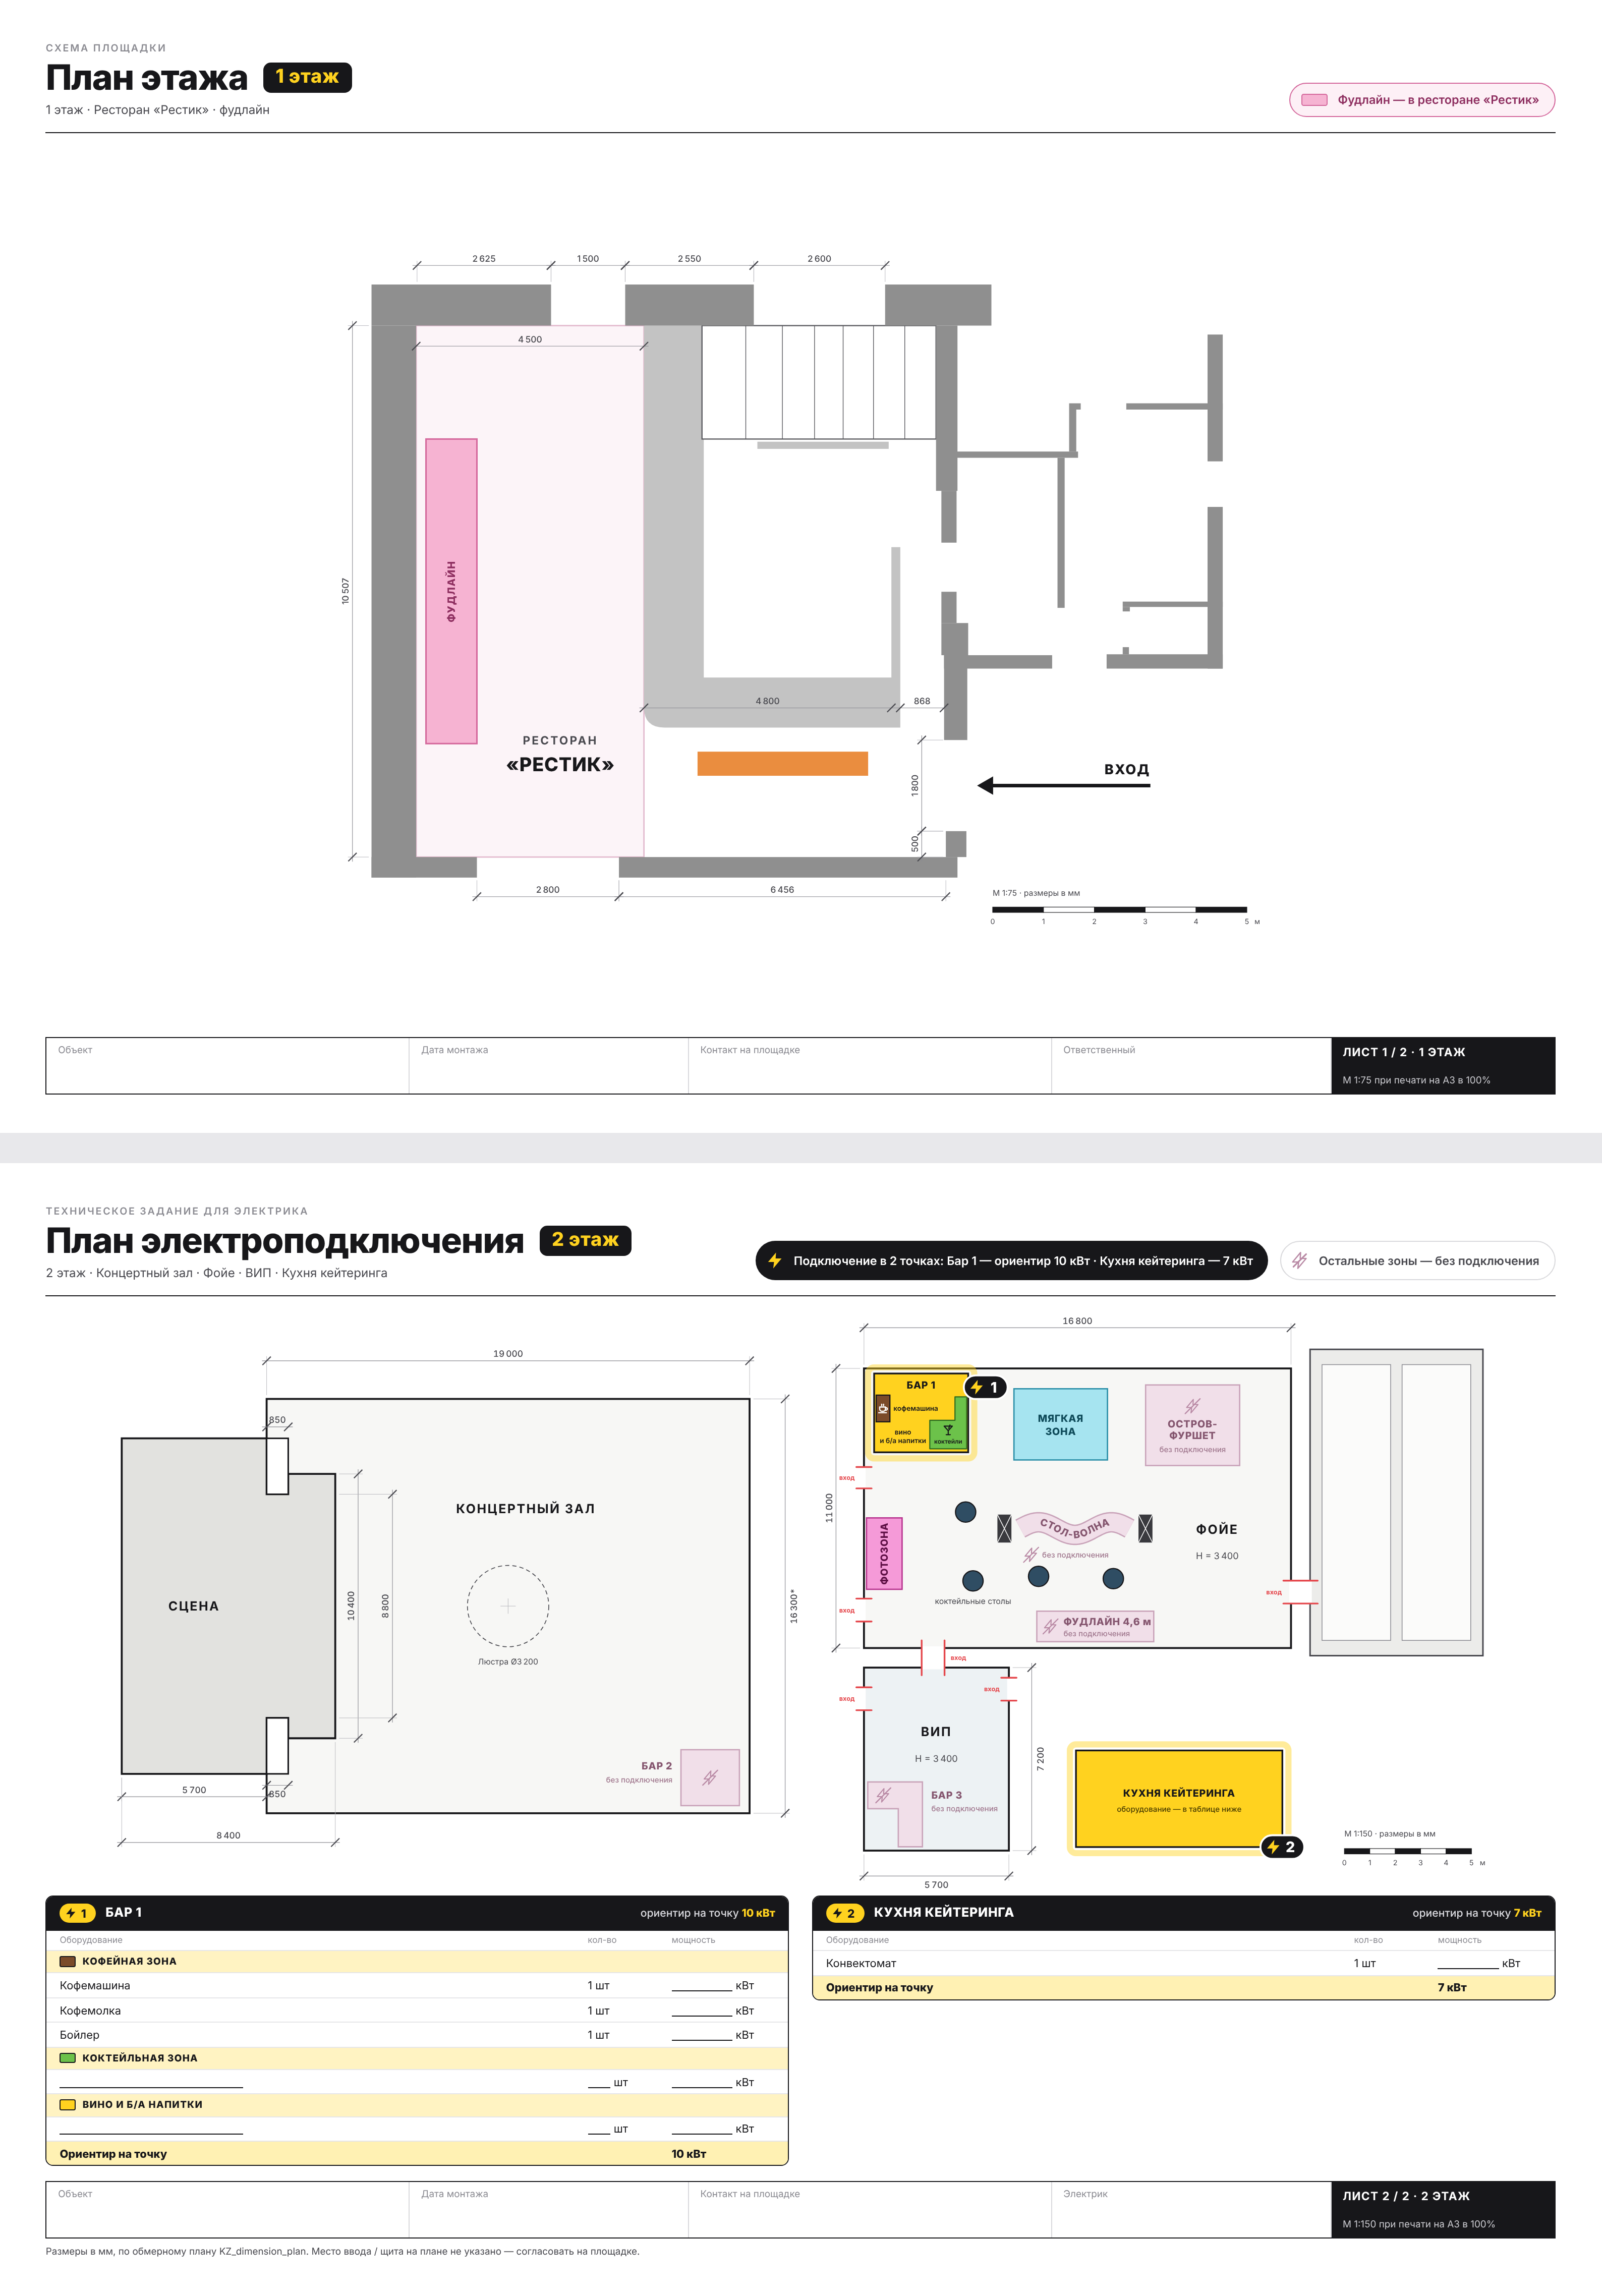 СХЕМА ПЛОЩАДКИ
План этажа
1 этаж
1 этаж · Ресторан «Рестик» · фудлайн
Фудлайн — в ресторане «Рестик»
2 625
1 500
2 550
2 600
4 500
10 507
ФУДЛАЙН
4 800
868
РЕСТОРАН
«РЕСТИК»
ВХОД
1 800
500
2 800
6 456
М 1:75 · размеры в мм
0 1 2 3 4 5 м
Объект
Дата монтажа
Контакт на площадке
Ответственный
ЛИСТ 1 / 2 · 1 ЭТАЖ
М 1:75 при печати на А3 в 100%
ТЕХНИЧЕСКОЕ ЗАДАНИЕ ДЛЯ ЭЛЕКТРИКА
План электроподключения
2 этаж
2 этаж · Концертный зал · Фойе · ВИП · Кухня кейтеринга
Подключение в 2 точках: Бар 1 — ориентир 10 кВт · Кухня кейтеринга — 7 кВт
Остальные зоны — без подключения
19 000
850
СЦЕНА
10 400
8 800
КОНЦЕРТНЫЙ ЗАЛ
Люстра Ø3 200
16 300*
БАР 2
без подключения
5 700
850
8 400
16 800
11 000
БАР 1
кофемашина
вино
и б/а напитки
коктейли
1
МЯГКАЯ
ЗОНА
ОСТРОВ-
ФУРШЕТ
без подключения
вход
ФОТОЗОНА
СТОЛ-ВОЛНА
без подключения
ФОЙЕ
H = 3 400
вход
коктейльные столы
вход
ФУДЛАЙН 4,6 м
без подключения
вход
вход
вход
ВИП
H = 3 400
7 200
БАР 3
без подключения
5 700
КУХНЯ КЕЙТЕРИНГА
оборудование — в таблице ниже
2
М 1:150 · размеры в мм
0 1 2 3 4 5 м
1 БАР 1
ориентир на точку 10 кВт
Оборудование кол-во мощность
КОФЕЙНАЯ ЗОНА
Кофемашина 1 шт ________ кВт
Кофемолка 1 шт ________ кВт
Бойлер 1 шт ________ кВт
КОКТЕЙЛЬНАЯ ЗОНА
________ ___ шт ________ кВт
ВИНО И Б/А НАПИТКИ
________ ___ шт ________ кВт
Ориентир на точку 10 кВт
2 КУХНЯ КЕЙТЕРИНГА
ориентир на точку 7 кВт
Оборудование кол-во мощность
Конвектомат 1 шт ________ кВт
Ориентир на точку 7 кВт
Объект
Дата монтажа
Контакт на площадке
Электрик
ЛИСТ 2 / 2 · 2 ЭТАЖ
М 1:150 при печати на А3 в 100%
Размеры в мм, по обмерному плану KZ_dimension_plan. Место ввода / щита на плане не указано — согласовать на площадке.